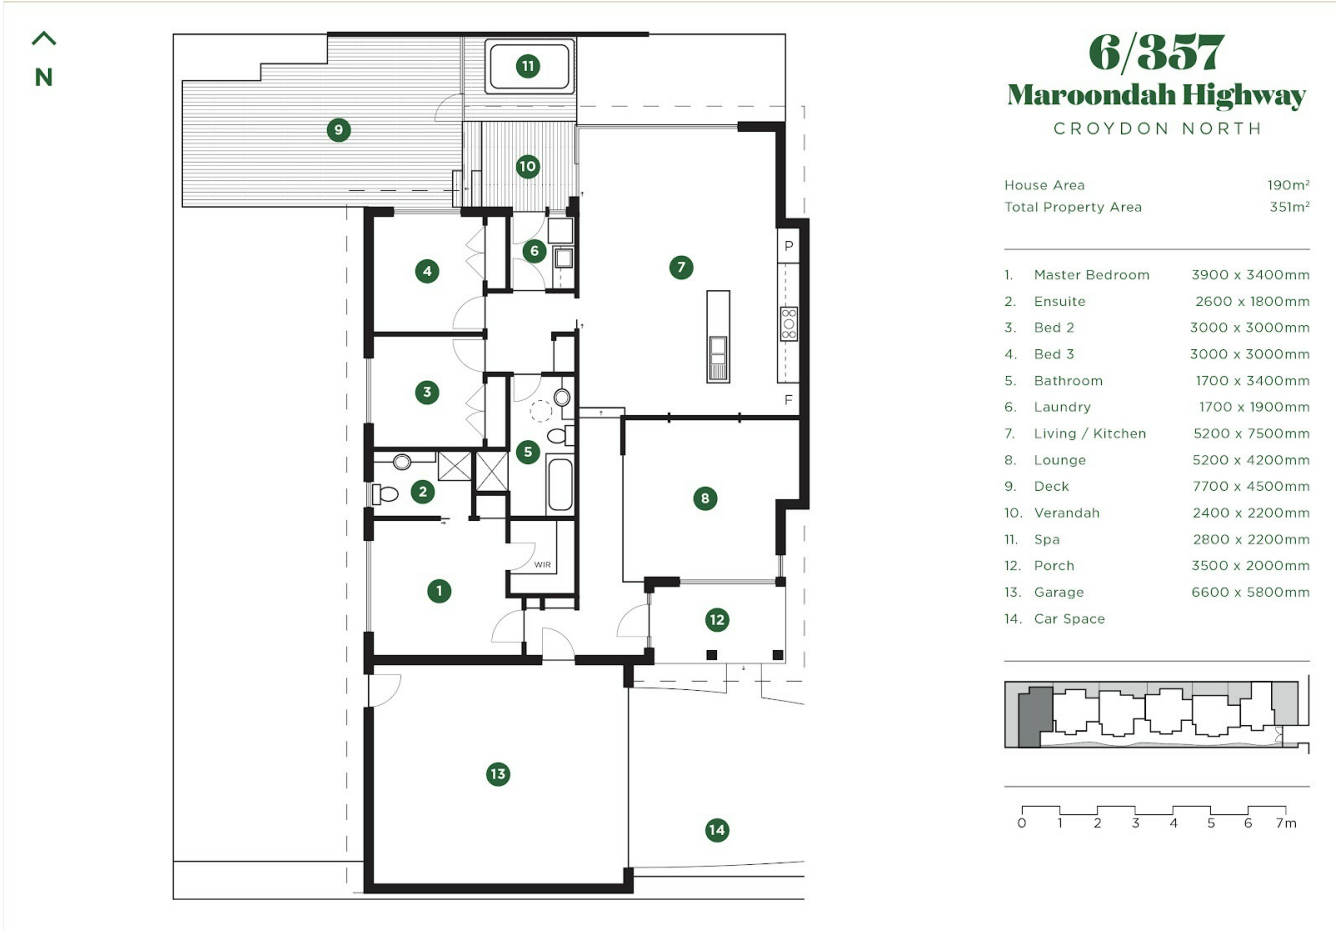 N
6/357
Maroondah Highway
CROYDON NORTH
House Area 190m²
Total Property Area 351m²
1. Master Bedroom 3900 x 3400mm
2. Ensuite 2600 x 1800mm
3. Bed 2 3000 x 3000mm
4. Bed 3 3000 x 3000mm
5. Bathroom 1700 x 3400mm
6. Laundry 1700 x 1900mm
7. Living / Kitchen 5200 x 7500mm
8. Lounge 5200 x 4200mm
9. Deck 7700 x 4500mm
10. Verandah 2400 x 2200mm
11. Spa 2800 x 2200mm
12. Porch 3500 x 2000mm
13. Garage 6600 x 5800mm
14. Car Space
0 1 2 3 4 5 6 7m
11
9
10
6
P
7
4
3
F
5
2
8
WIR
1
12
13
14